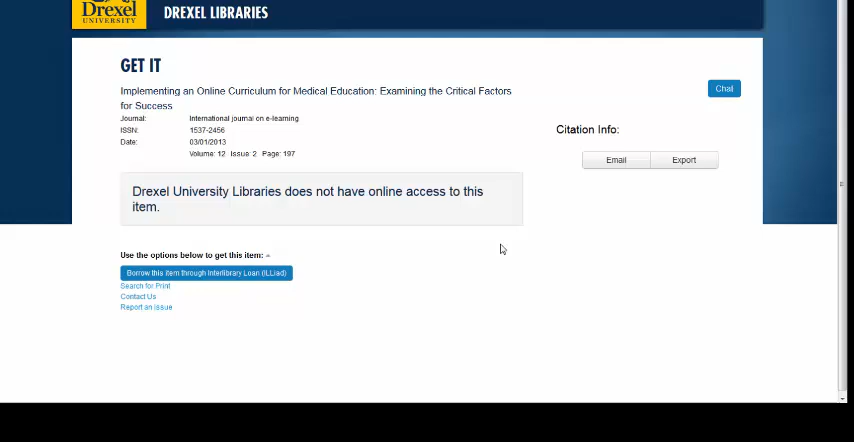 Drexel
UNIVERSITY
DREXEL LIBRARIES
GET IT
Implementing an Online Curriculum for Medical Education: Examining the Critical Factors
for Success
Chat
Journal: International journal on e-learning
ISSN: 1537-2456
Date: 03/01/2013
Volume: 12 Issue: 2 Page: 197
Citation Info:
Email Export
Drexel University Libraries does not have online access to this
item.
Use the options below to get this item:
Borrow this item through Interlibrary Loan (ILLiad)
Search for Print
Contact Us
Report an Issue